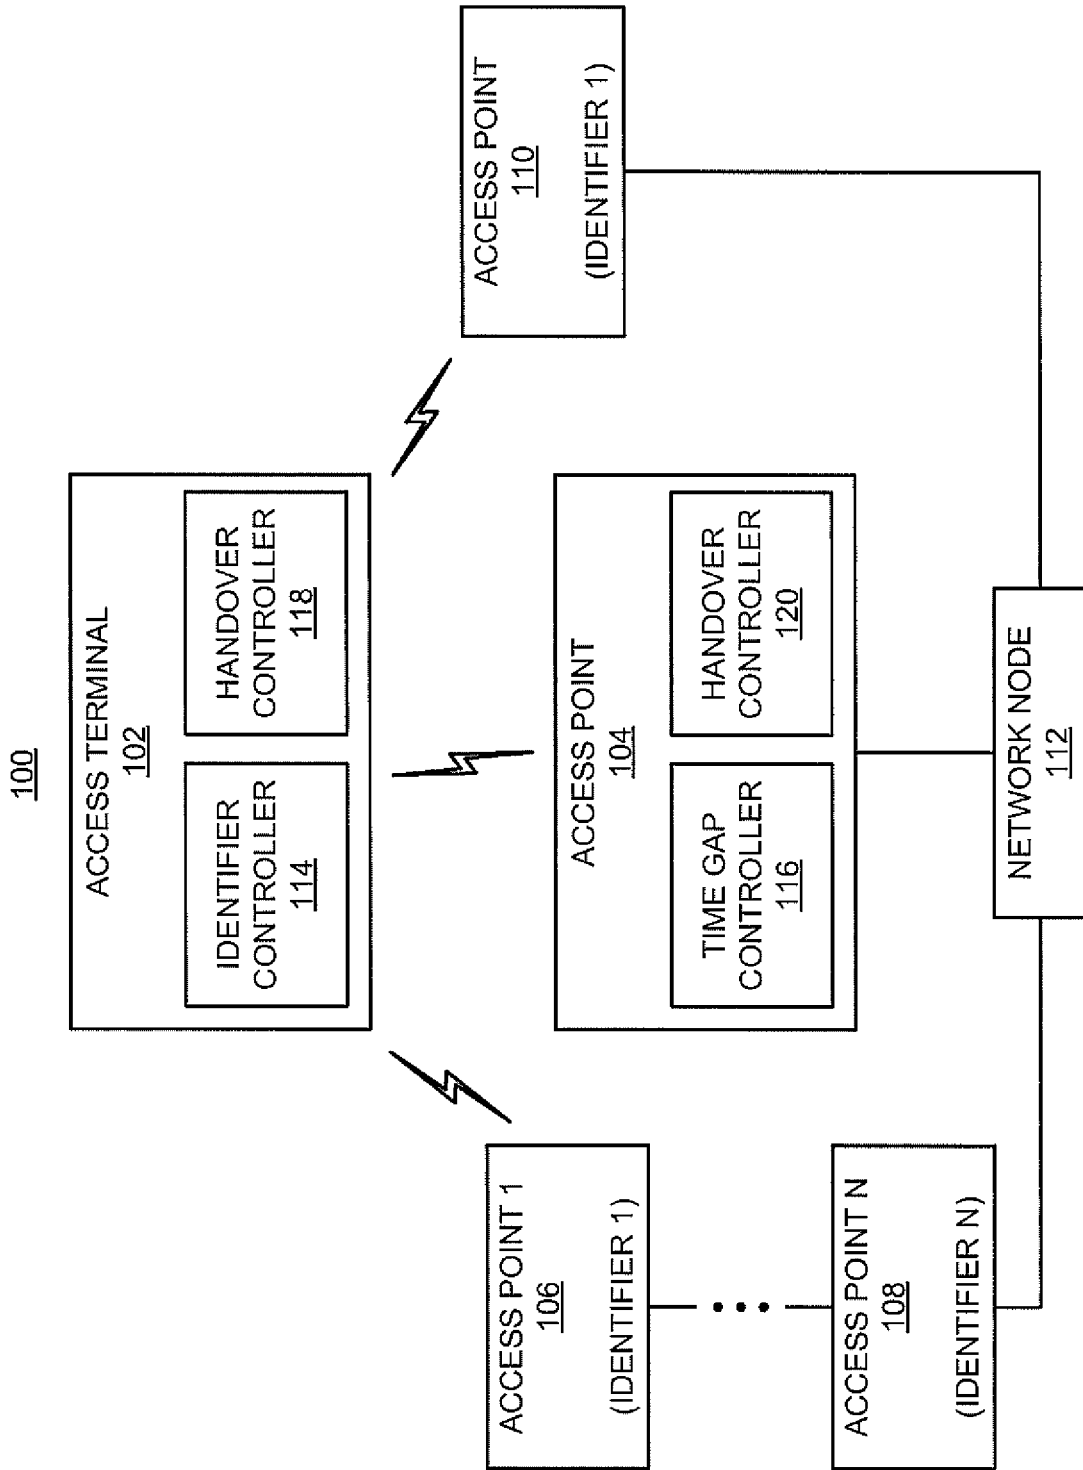 100
ACCESS TERMINAL
102
IDENTIFIER
CONTROLLER
114
HANDOVER
CONTROLLER
118
ACCESS POINT 1
106
(IDENTIFIER 1)
ACCESS POINT
104
TIME GAP
CONTROLLER
116
HANDOVER
CONTROLLER
120
ACCESS POINT
110
(IDENTIFIER 1)
ACCESS POINT N
108
(IDENTIFIER N)
NETWORK NODE
112